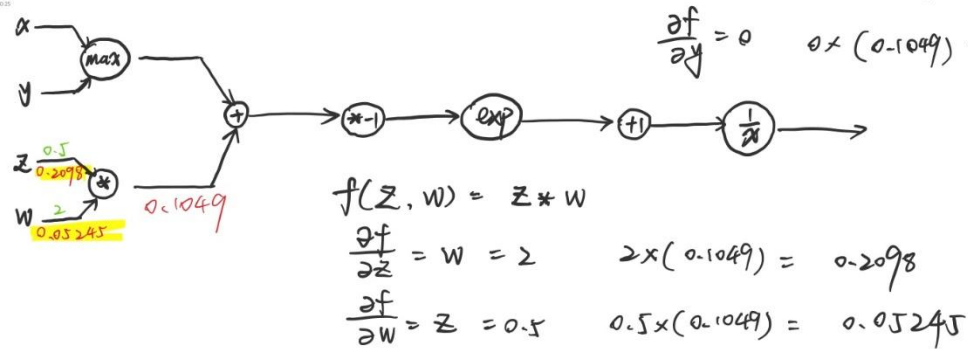 x
max
∂f/∂y = 0 0×(0.1049)
y
+
*-1
exp
+1
1/x
z 0.5
0.2098
*
w 2
0.05245
0.1049
f(z, w) = z * w
∂f/∂z = w = 2 2×(0.1049) = 0.2098
∂f/∂w = z = 0.5 0.5×(0.1049) = 0.05245